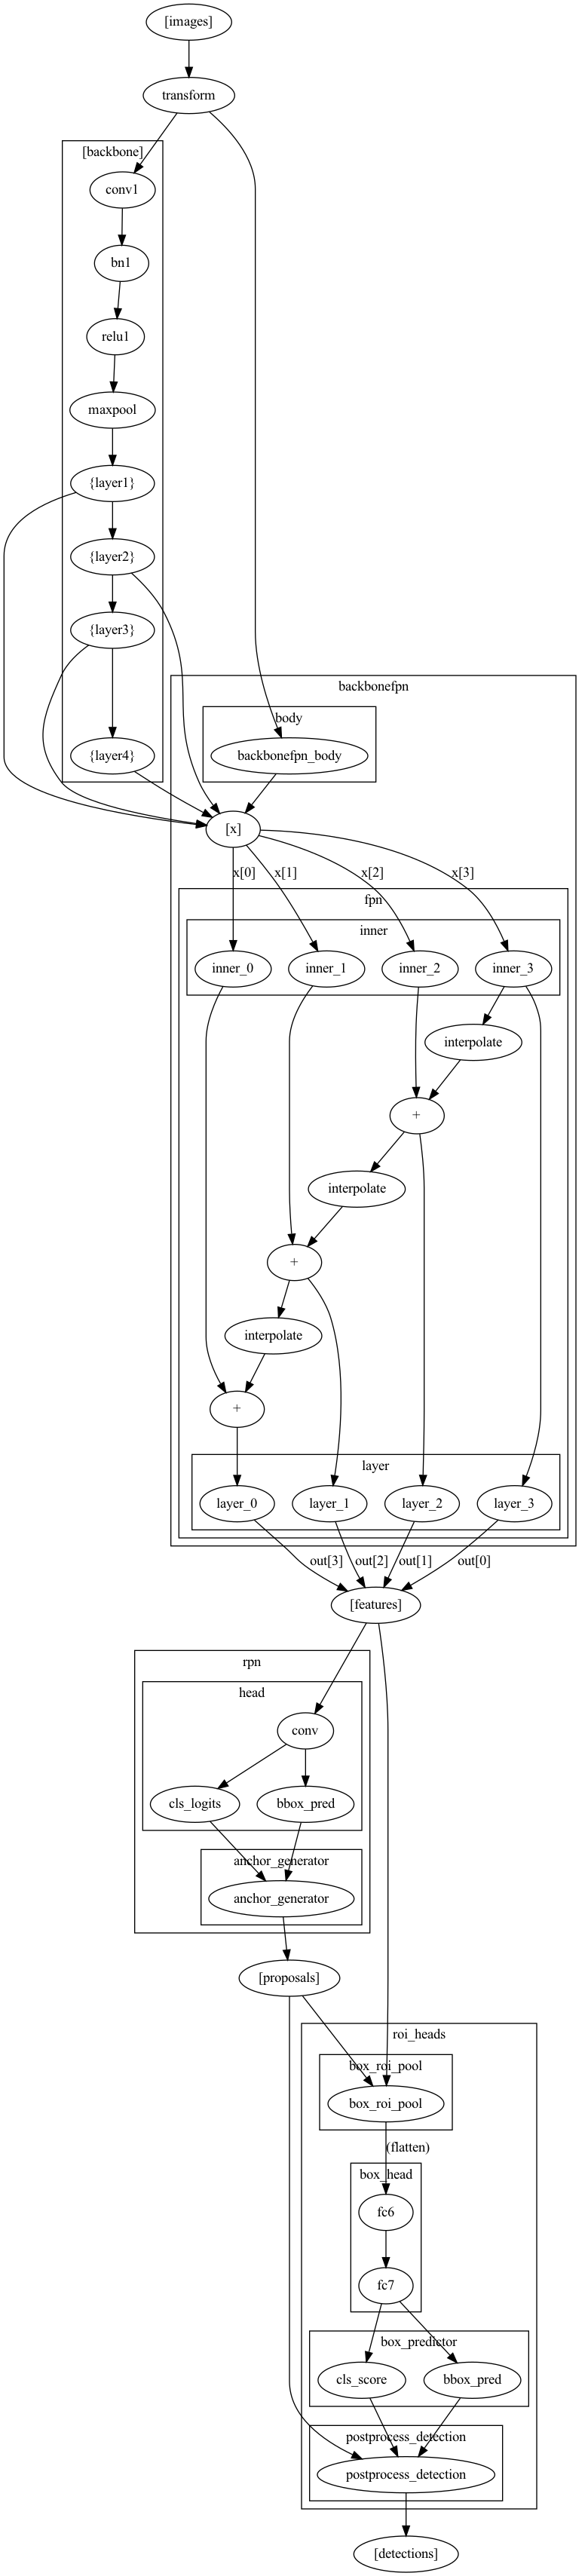 [images]
transform
[backbone]
conv1
bn1
relu1
maxpool
{layer1}
{layer2}
{layer3}
backbonefpn
body
{layer4}
backbonefpn_body
[x]
x[0]
x[1]
x[2]
x[3]
fpn
inner
inner_0
inner_1
inner_2
inner_3
interpolate
+
interpolate
+
interpolate
+
layer
layer_0
layer_1
layer_2
layer_3
out[3]
out[2]
out[1]
out[0]
[features]
rpn
head
conv
cls_logits
bbox_pred
anchor_generator
anchor_generator
[proposals]
roi_heads
box_roi_pool
box_roi_pool
(flatten)
box_head
fc6
fc7
box_predictor
cls_score
bbox_pred
postprocess_detection
postprocess_detection
[detections]